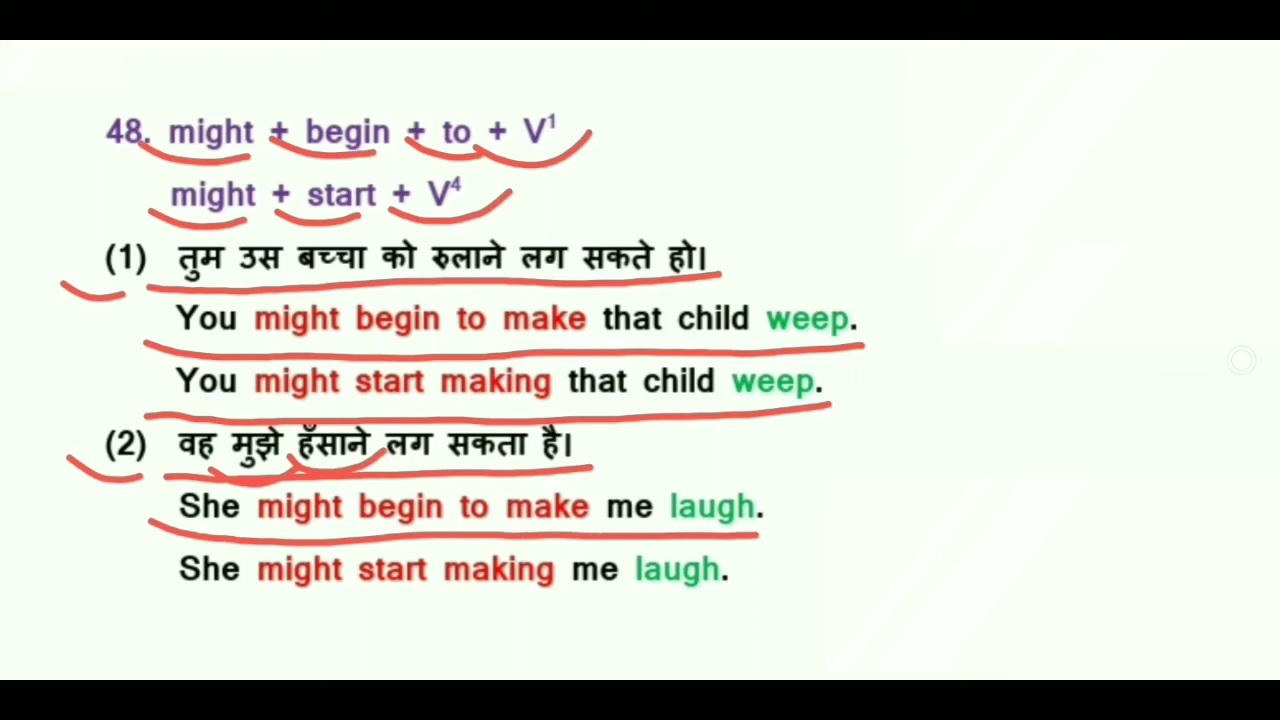 48. might + begin + to + V¹
might + start + V⁴
(1) तुम उस बच्चा को रुलाने लग सकते हो।
You might begin to make that child weep.
You might start making that child weep.
(2) वह मुझे हँसाने लग सकता है।
She might begin to make me laugh.
She might start making me laugh.